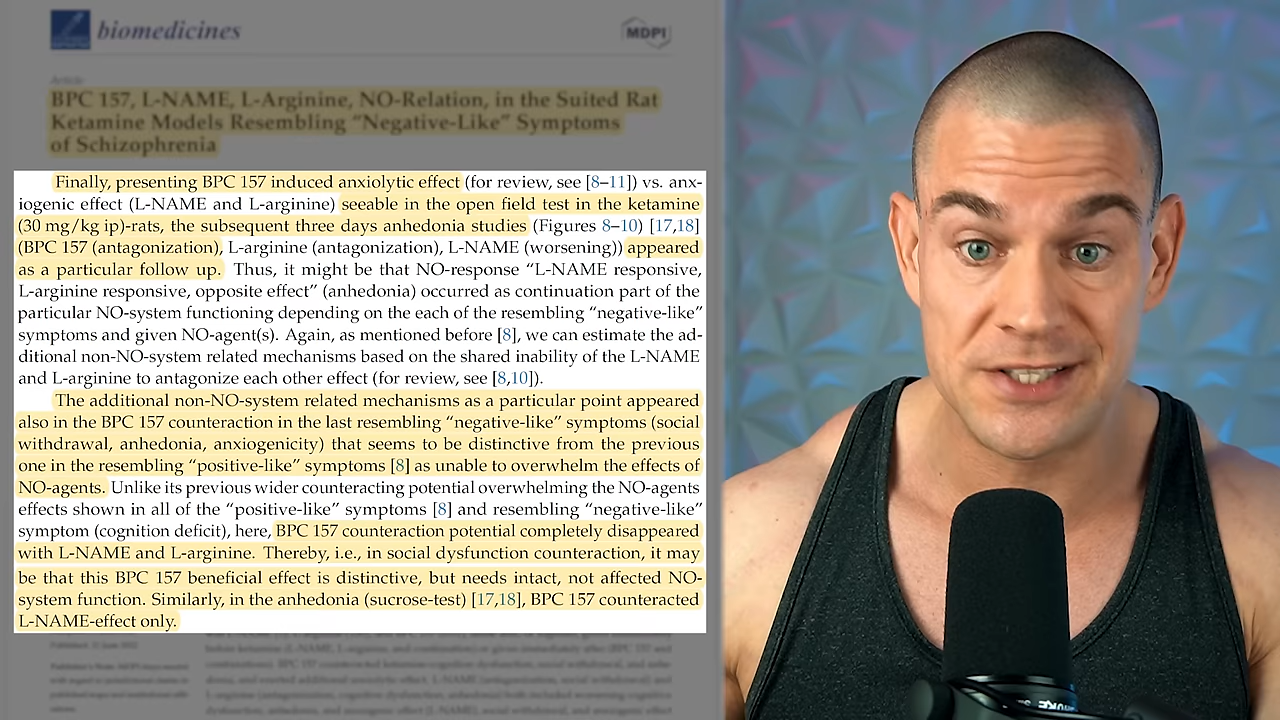 biomedicines
MDPI
Article
BPC 157, L-NAME, L-Arginine, NO-Relation, in the Suited Rat
Ketamine Models Resembling “Negative-Like” Symptoms
of Schizophrenia
Finally, presenting BPC 157 induced anxiolytic effect (for review, see [8–11]) vs. anx-
iogenic effect (L-NAME and L-arginine) seeable in the open field test in the ketamine
(30 mg/kg ip)-rats, the subsequent three days anhedonia studies (Figures 8–10) [17,18]
(BPC 157 (antagonization), L-arginine (antagonization), L-NAME (worsening)) appeared
as a particular follow up. Thus, it might be that NO-response “L-NAME responsive,
L-arginine responsive, opposite effect” (anhedonia) occurred as continuation part of the
particular NO-system functioning depending on the each of the resembling “negative-like”
symptoms and given NO-agent(s). Again, as mentioned before [8], we can estimate the ad-
ditional non-NO-system related mechanisms based on the shared inability of the L-NAME
and L-arginine to antagonize each other effect (for review, see [8,10]).
The additional non-NO-system related mechanisms as a particular point appeared
also in the BPC 157 counteraction in the last resembling “negative-like” symptoms (social
withdrawal, anhedonia, anxiogenicity) that seems to be distinctive from the previous
one in the resembling “positive-like” symptoms [8] as unable to overwhelm the effects of
NO-agents. Unlike its previous wider counteracting potential overwhelming the NO-agents
effects shown in all of the “positive-like” symptoms [8] and resembling “negative-like”
symptom (cognition deficit), here, BPC 157 counteraction potential completely disappeared
with L-NAME and L-arginine. Thereby, i.e., in social dysfunction counteraction, it may
be that this BPC 157 beneficial effect is distinctive, but needs intact, not affected NO-
system function. Similarly, in the anhedonia (sucrose-test) [17,18], BPC 157 counteracted
L-NAME-effect only.